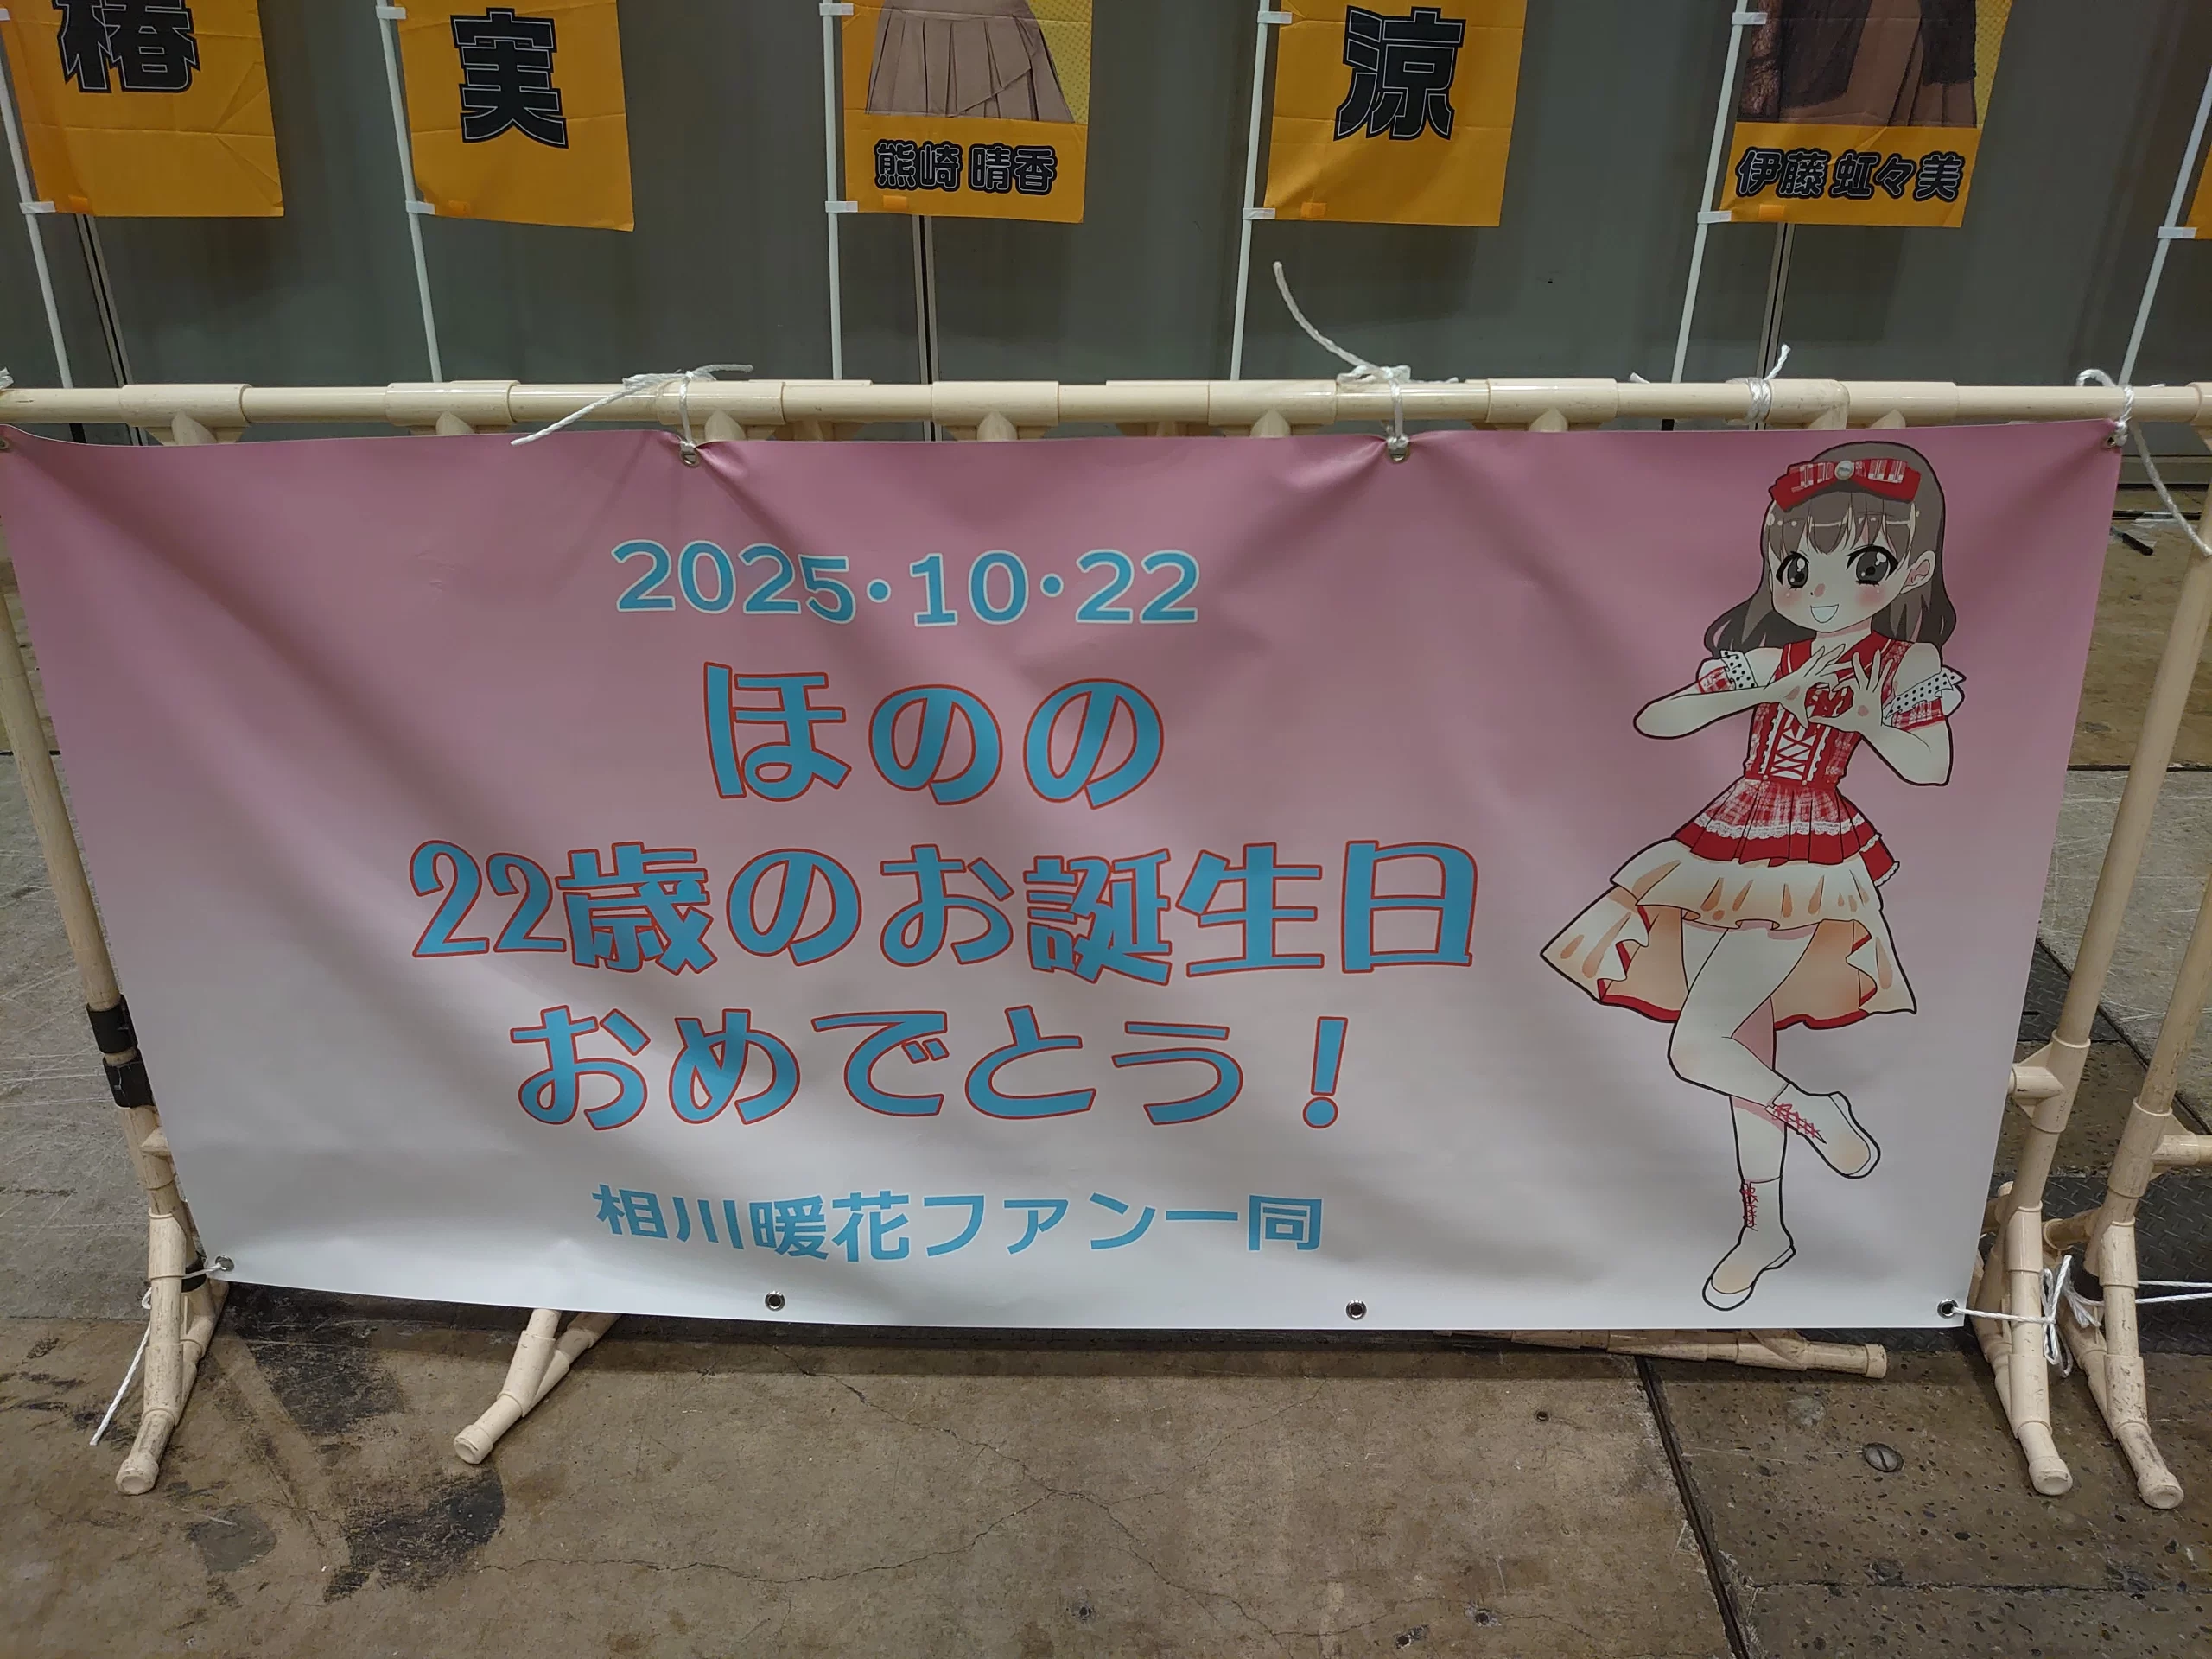 椿
実
熊崎 晴香
涼
伊藤 虹々美
2025・10・22
ほのの
22歳のお誕生日
おめでとう！
相川暖花ファン一同